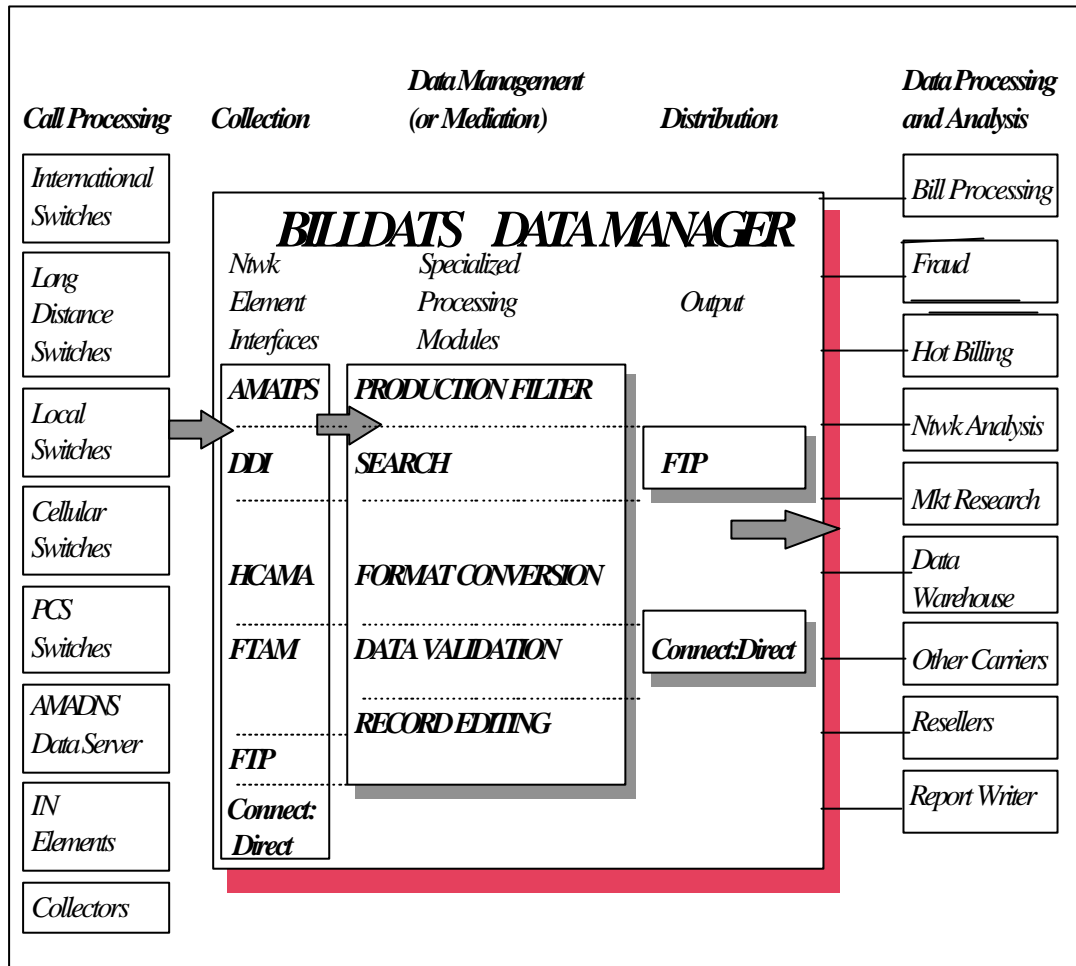 Data Management
(or Mediation)
Data Processing
and Analysis
Call Processing
Collection
Distribution
International
Switches
Long
Distance
Switches
Local
Switches
Cellular
Switches
PCS
Switches
AMADNS
Data Server
IN
Elements
Collectors
BILLDATS DATA MANAGER
Ntwk
Element
Interfaces
Specialized
Processing
Modules
Output
AMATPS
DDI
HCAMA
FTAM
FTP
Connect:
Direct
PRODUCTION FILTER
SEARCH
FORMAT CONVERSION
DATA VALIDATION
RECORD EDITING
FTP
Connect:Direct
Bill Processing
Fraud
Hot Billing
Ntwk Analysis
Mkt Research
Data
Warehouse
Other Carriers
Resellers
Report Writer